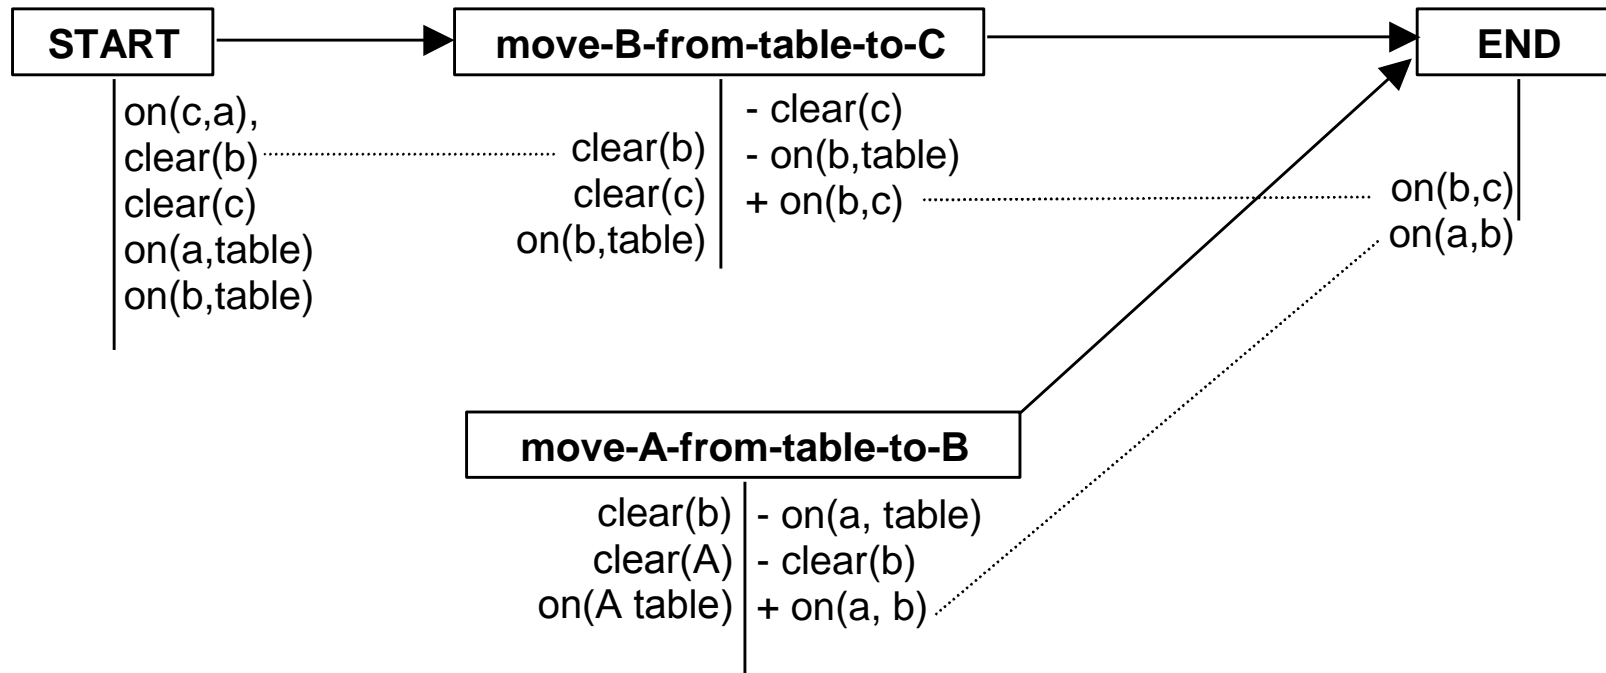 START
move-B-from-table-to-C
END
on(c,a),
clear(b)
clear(c)
on(a,table)
on(b,table)
clear(b)
clear(c)
on(b,table)
- clear(c)
- on(b,table)
+ on(b,c)
on(b,c)
on(a,b)
move-A-from-table-to-B
clear(b)
clear(A)
on(A table)
- on(a, table)
- clear(b)
+ on(a, b)